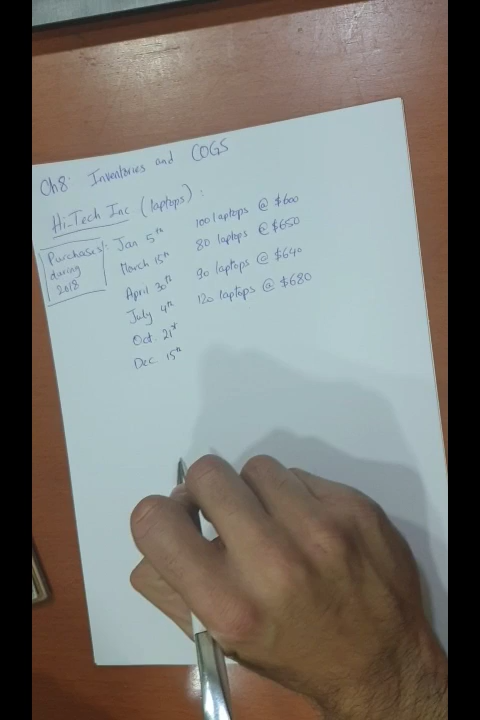 Ch8: Inventories and COGS
Hi-Tech Inc (laptops) :
Purchases: Jan 5th 100 laptops @ $600
during March 15th 80 laptops @ $650
2018 April 30th 90 laptops @ $640
July 4th 120 laptops @ $680
Oct. 21st
Dec. 15th